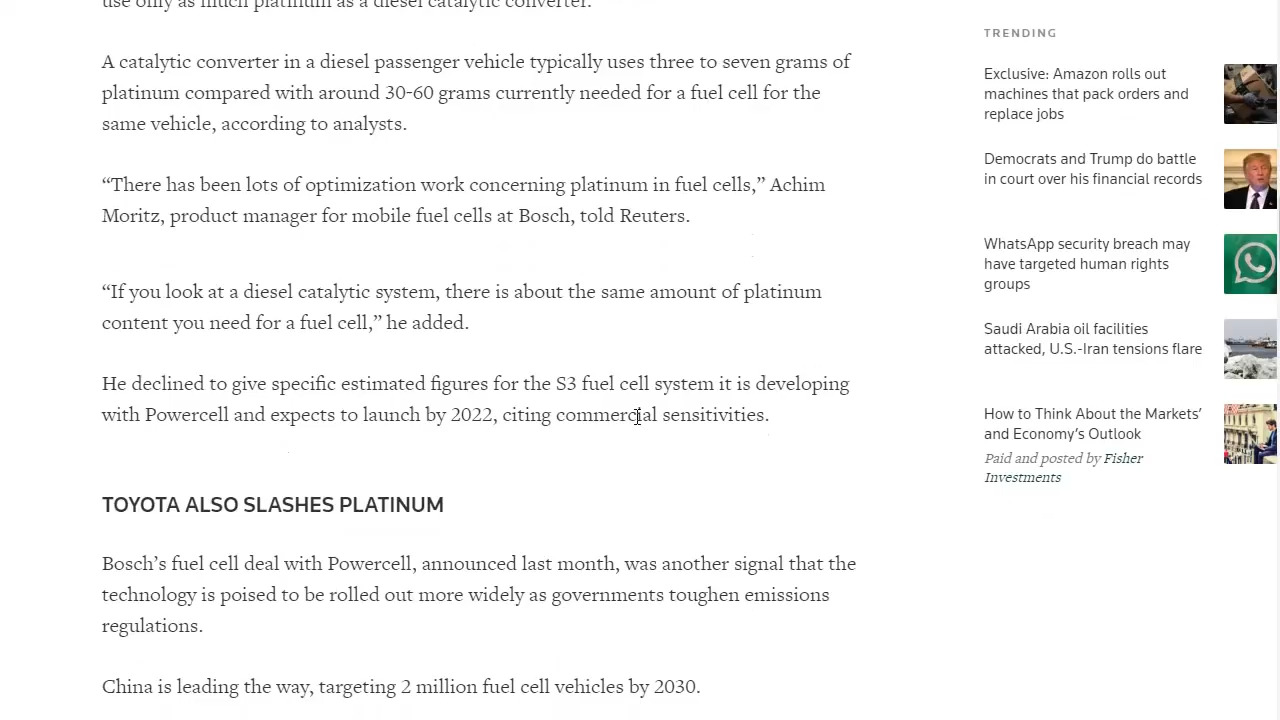 use only as much platinum as a diesel catalytic converter.
A catalytic converter in a diesel passenger vehicle typically uses three to seven grams of
platinum compared with around 30-60 grams currently needed for a fuel cell for the
same vehicle, according to analysts.
“There has been lots of optimization work concerning platinum in fuel cells,” Achim
Moritz, product manager for mobile fuel cells at Bosch, told Reuters.
“If you look at a diesel catalytic system, there is about the same amount of platinum
content you need for a fuel cell,” he added.
He declined to give specific estimated figures for the S3 fuel cell system it is developing
with Powercell and expects to launch by 2022, citing commercial sensitivities.
TOYOTA ALSO SLASHES PLATINUM
Bosch’s fuel cell deal with Powercell, announced last month, was another signal that the
technology is poised to be rolled out more widely as governments toughen emissions
regulations.
China is leading the way, targeting 2 million fuel cell vehicles by 2030.
TRENDING
Exclusive: Amazon rolls out
machines that pack orders and
replace jobs
Democrats and Trump do battle
in court over his financial records
WhatsApp security breach may
have targeted human rights
groups
Saudi Arabia oil facilities
attacked, U.S.-Iran tensions flare
How to Think About the Markets’
and Economy’s Outlook
Paid and posted by Fisher
Investments